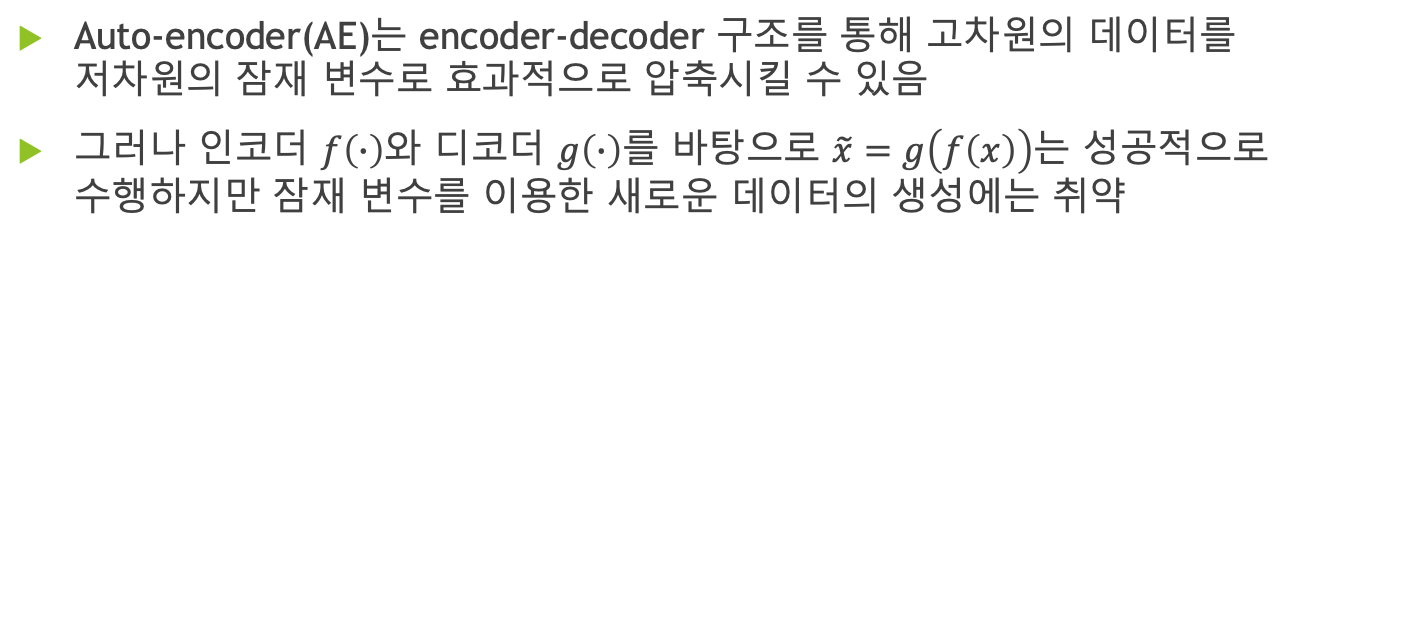 Auto-encoder(AE)는 encoder-decoder 구조를 통해 고차원의 데이터를
저차원의 잠재 변수로 효과적으로 압축시킬 수 있음
그러나 인코더 f(·)와 디코더 g(·)를 바탕으로 x̃ = g(f(x))는 성공적으로
수행하지만 잠재 변수를 이용한 새로운 데이터의 생성에는 취약